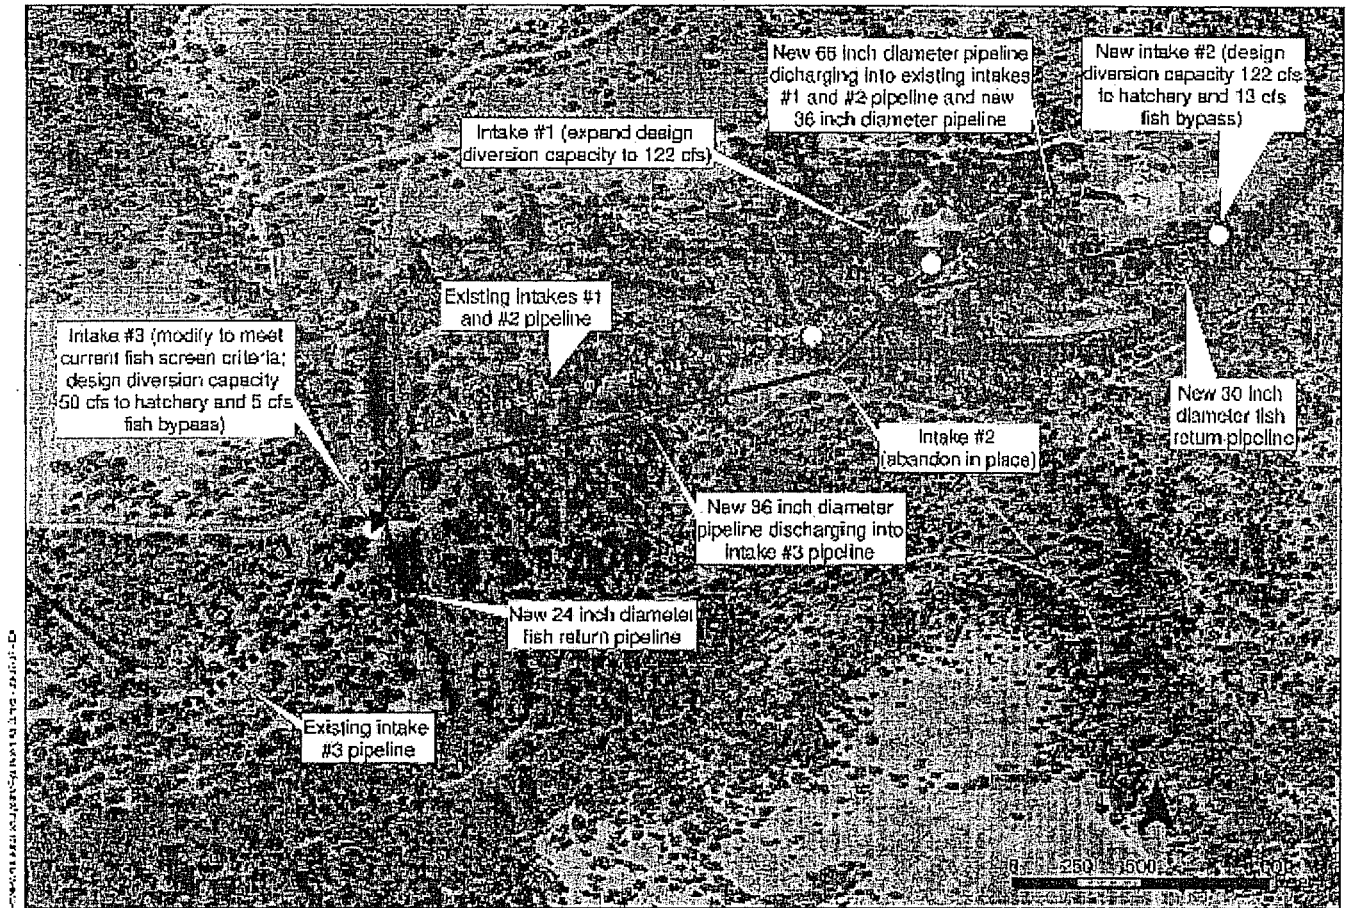 New 66 inch diameter pipeline
dicharging into existing intakes
#1 and #2 pipeline and new
36 inch diameter pipeline
New intake #2 (design
diversion capacity 122 cfs
to hatchery and 13 cfs
fish bypass)
Intake #1 (expand design
diversion capacity to 122 cfs)
Existing intakes #1
and #2 pipeline
Intake #3 (modify to meet
current fish screen criteria;
design diversion capacity
50 cfs to hatchery and 5 cfs
fish bypass)
New 30 inch
diameter fish
return pipeline
Intake #2
(abandon in place)
New 36 inch diameter
pipeline discharging into
intake #3 pipeline
New 24 inch diameter
fish return pipeline
Existing intake
#3 pipeline
0 250 500